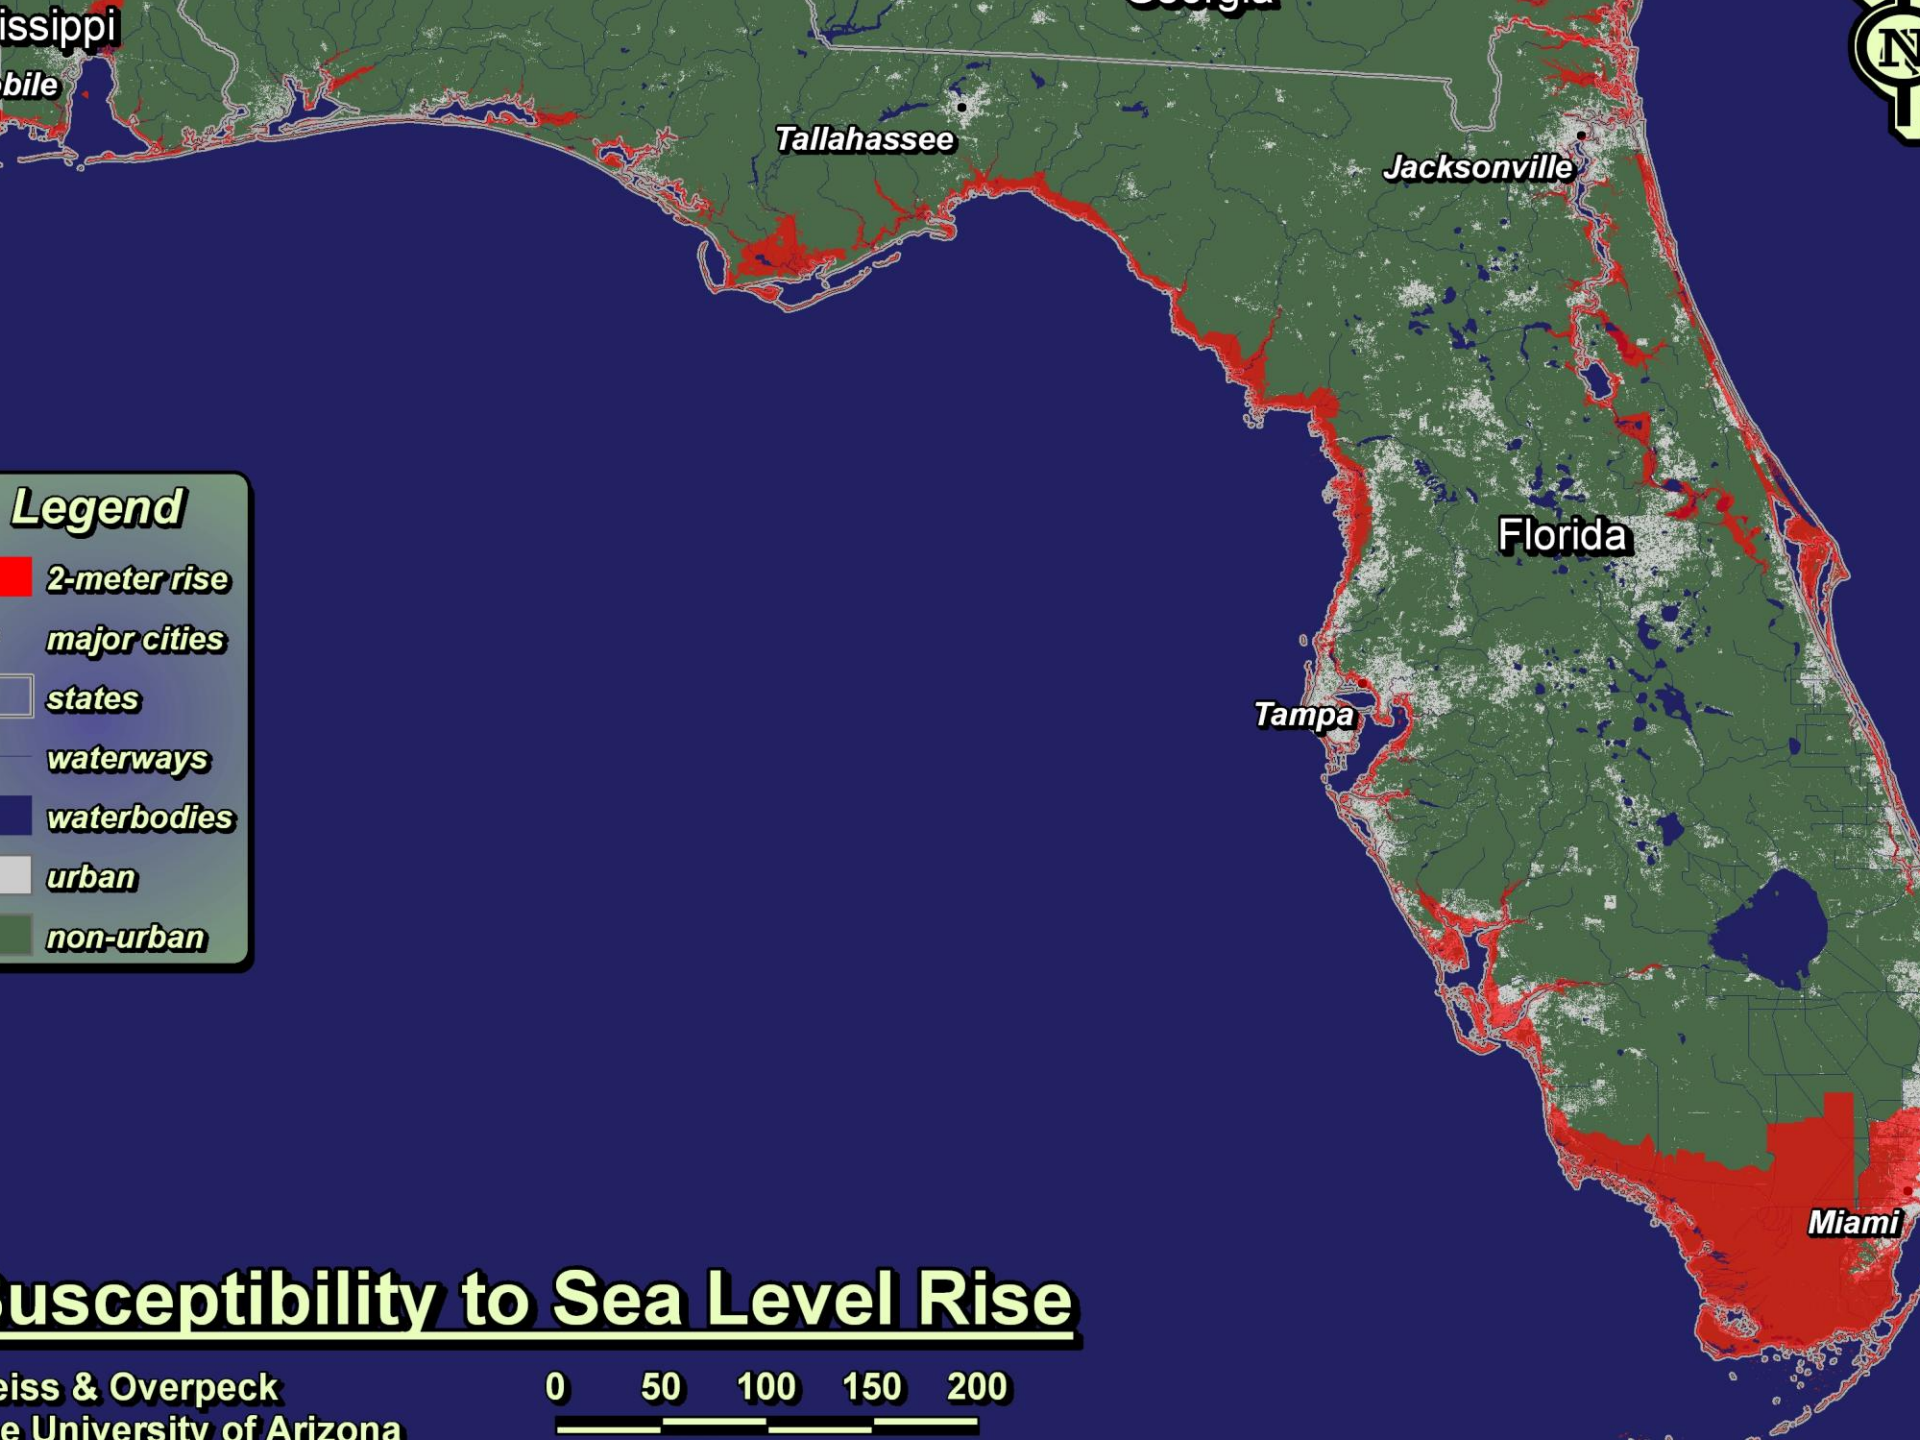 issippi
Georgia
bile
N
Tallahassee
Jacksonville
Legend
2-meter rise
major cities
states
waterways
waterbodies
urban
non-urban
Florida
Tampa
Miami
usceptibility to Sea Level Rise
eiss & Overpeck
e University of Arizona
0 50 100 150 200